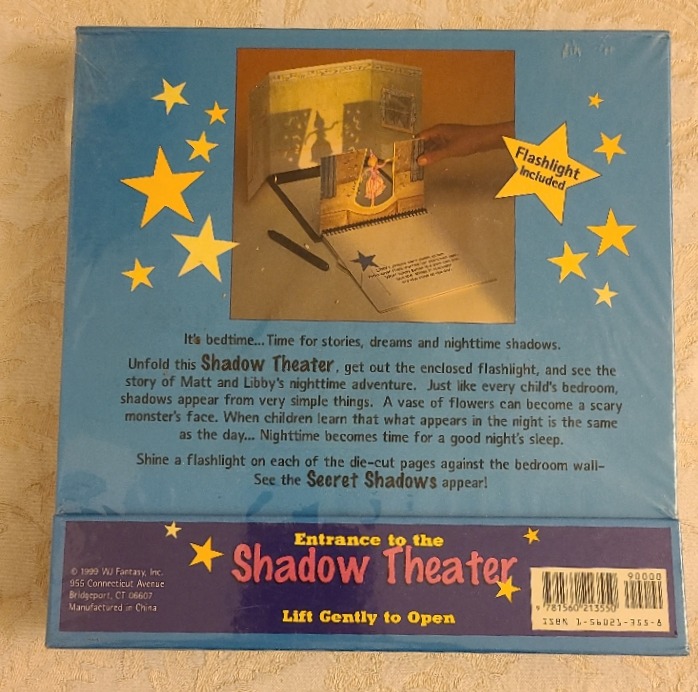 Flashlight
Included
It's bedtime... Time for stories, dreams and nighttime shadows.
Unfold this Shadow Theater, get out the enclosed flashlight, and see the
story of Matt and Libby's nighttime adventure. Just like every child's bedroom,
shadows appear from very simple things. A vase of flowers can become a scary
monster's face. When children learn that what appears in the night is the same
as the day... Nighttime becomes time for a good night's sleep.
Shine a flashlight on each of the die-cut pages against the bedroom wall–
See the Secret Shadows appear!
Entrance to the
Shadow Theater
Lift Gently to Open
© 1999 WJ Fantasy, Inc.
955 Connecticut Avenue
Bridgeport, CT 06607
Manufactured in China
90000
9 781560 213550
ISBN 1-56021-355-8